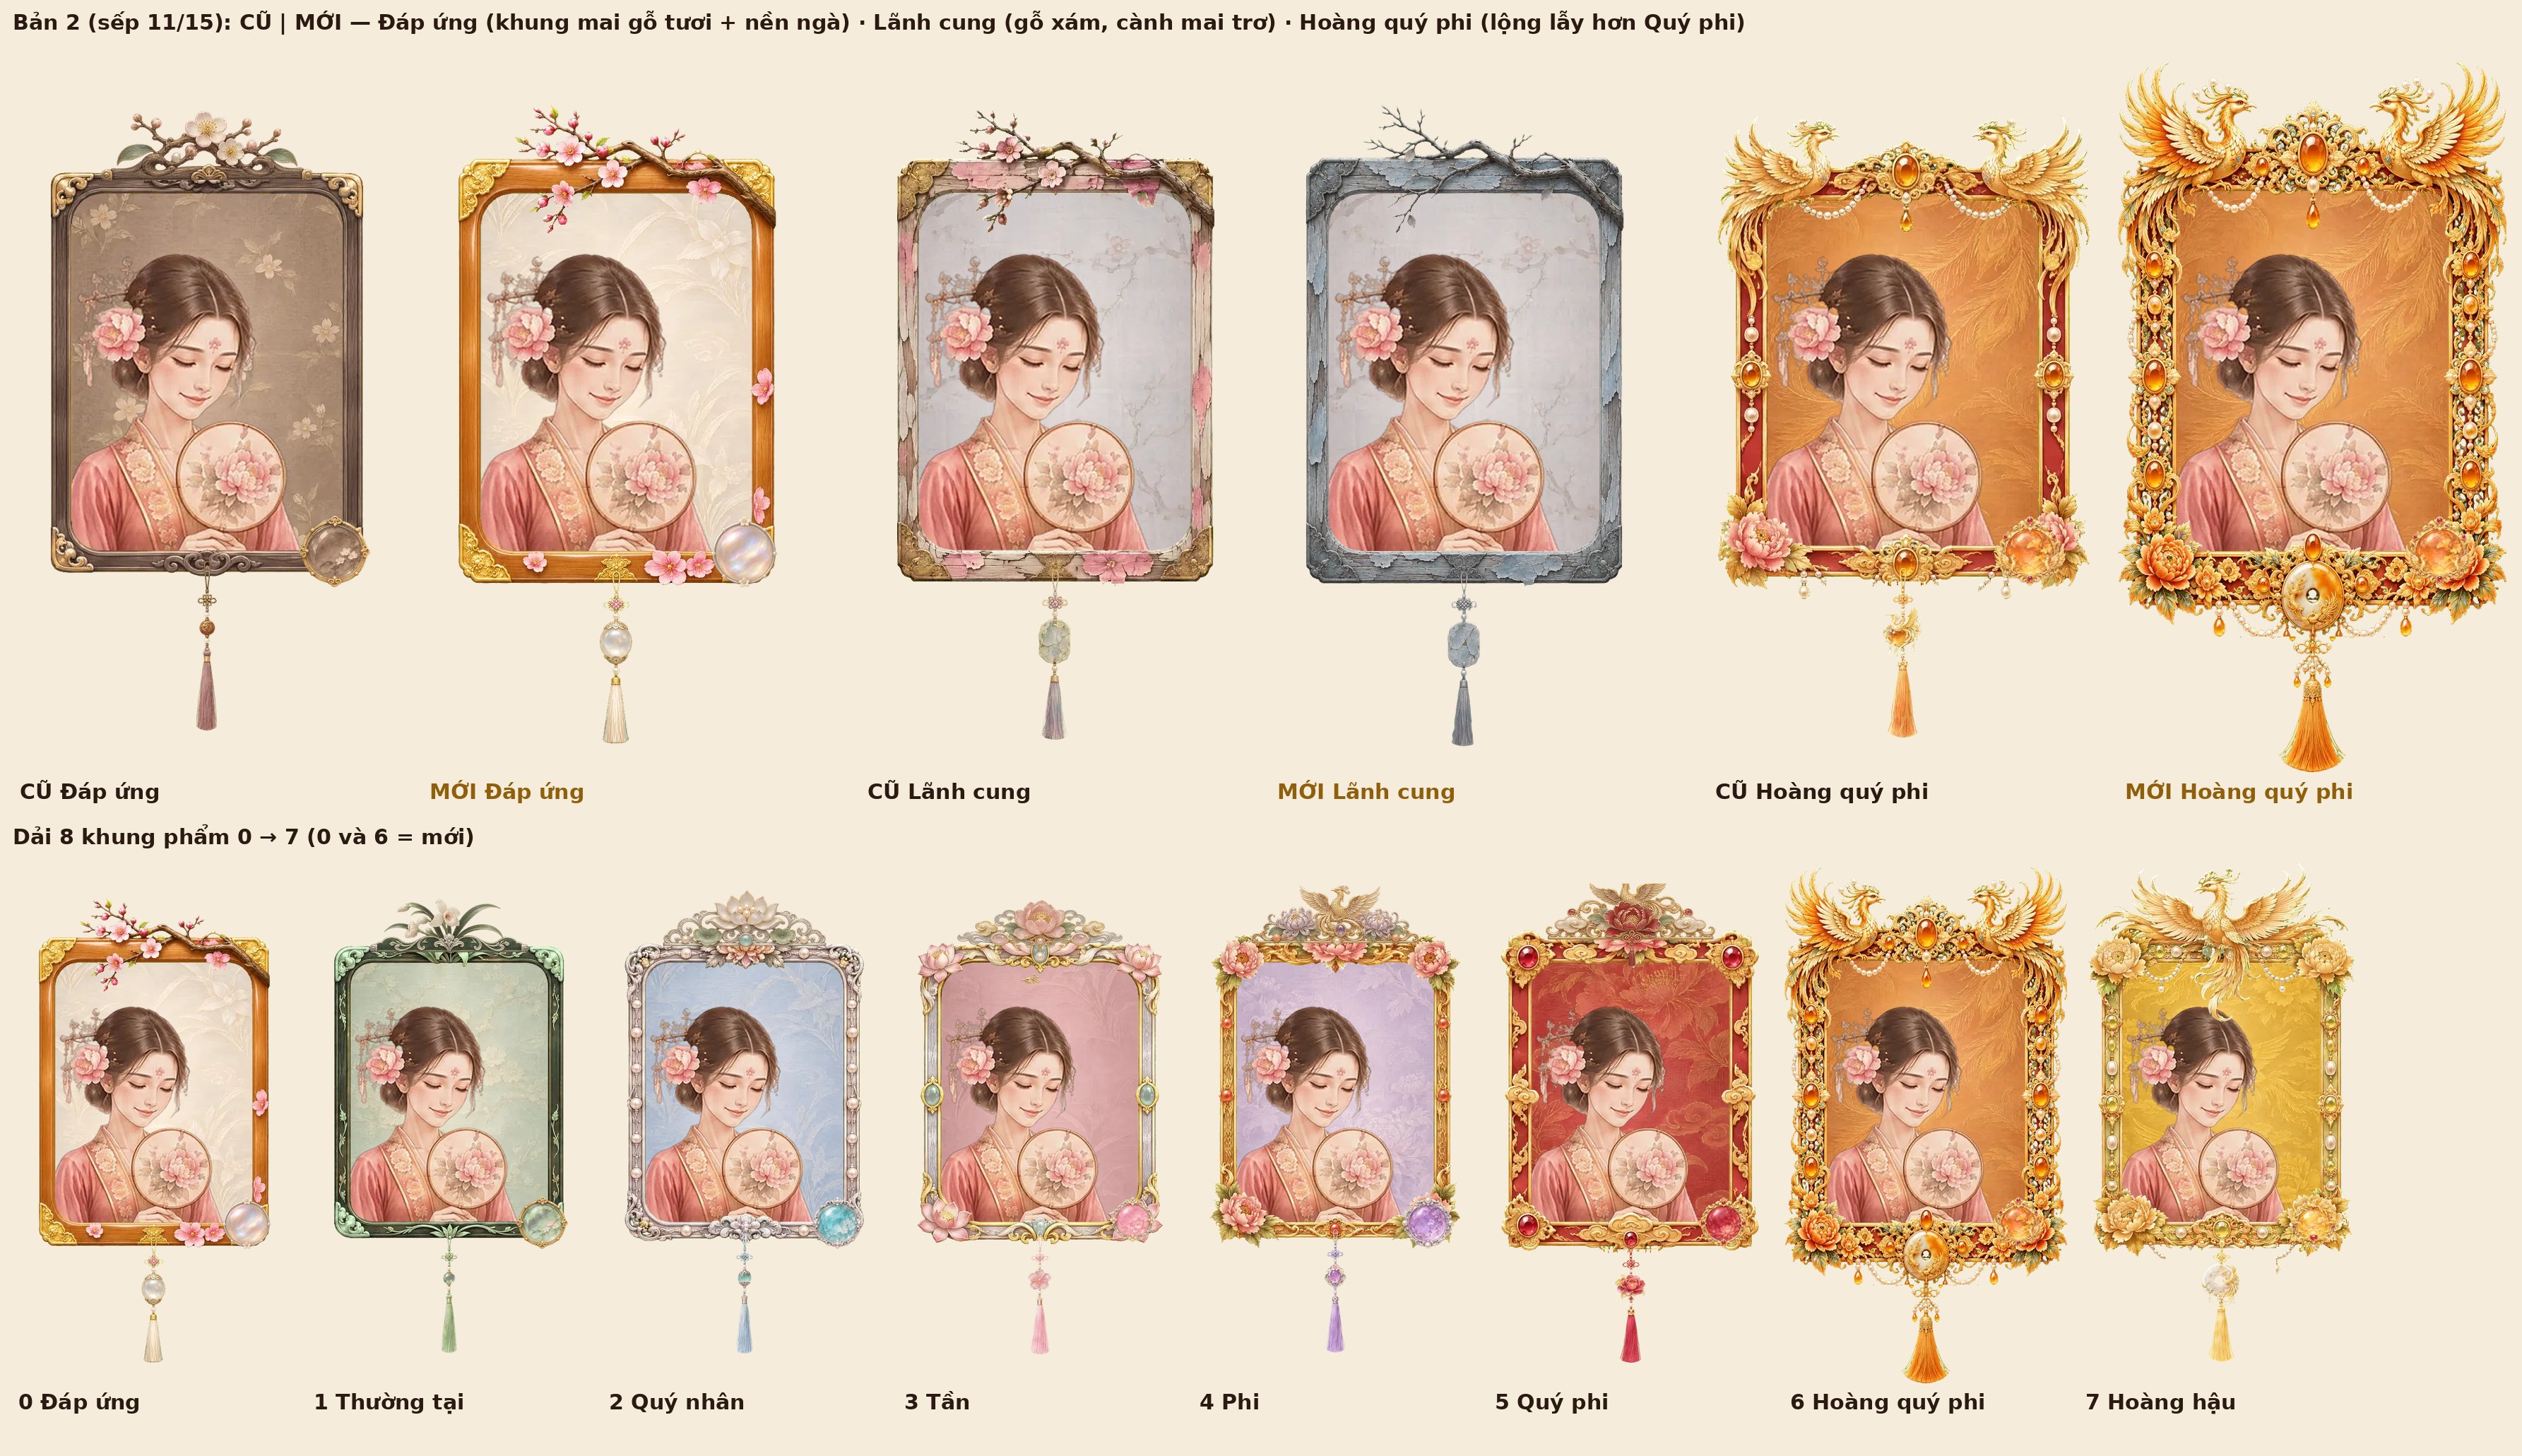 Bản 2 (sếp 11/15): CŨ | MỚI — Đáp ứng (khung mai gỗ tươi + nền ngà) · Lãnh cung (gỗ xám, cành mai trơ) · Hoàng quý phi (lộng lẫy hơn Quý phi)
CŨ Đáp ứng
MỚI Đáp ứng
CŨ Lãnh cung
MỚI Lãnh cung
CŨ Hoàng quý phi
MỚI Hoàng quý phi
Dải 8 khung phẩm 0 → 7 (0 và 6 = mới)
0 Đáp ứng
1 Thường tại
2 Quý nhân
3 Tần
4 Phi
5 Quý phi
6 Hoàng quý phi
7 Hoàng hậu